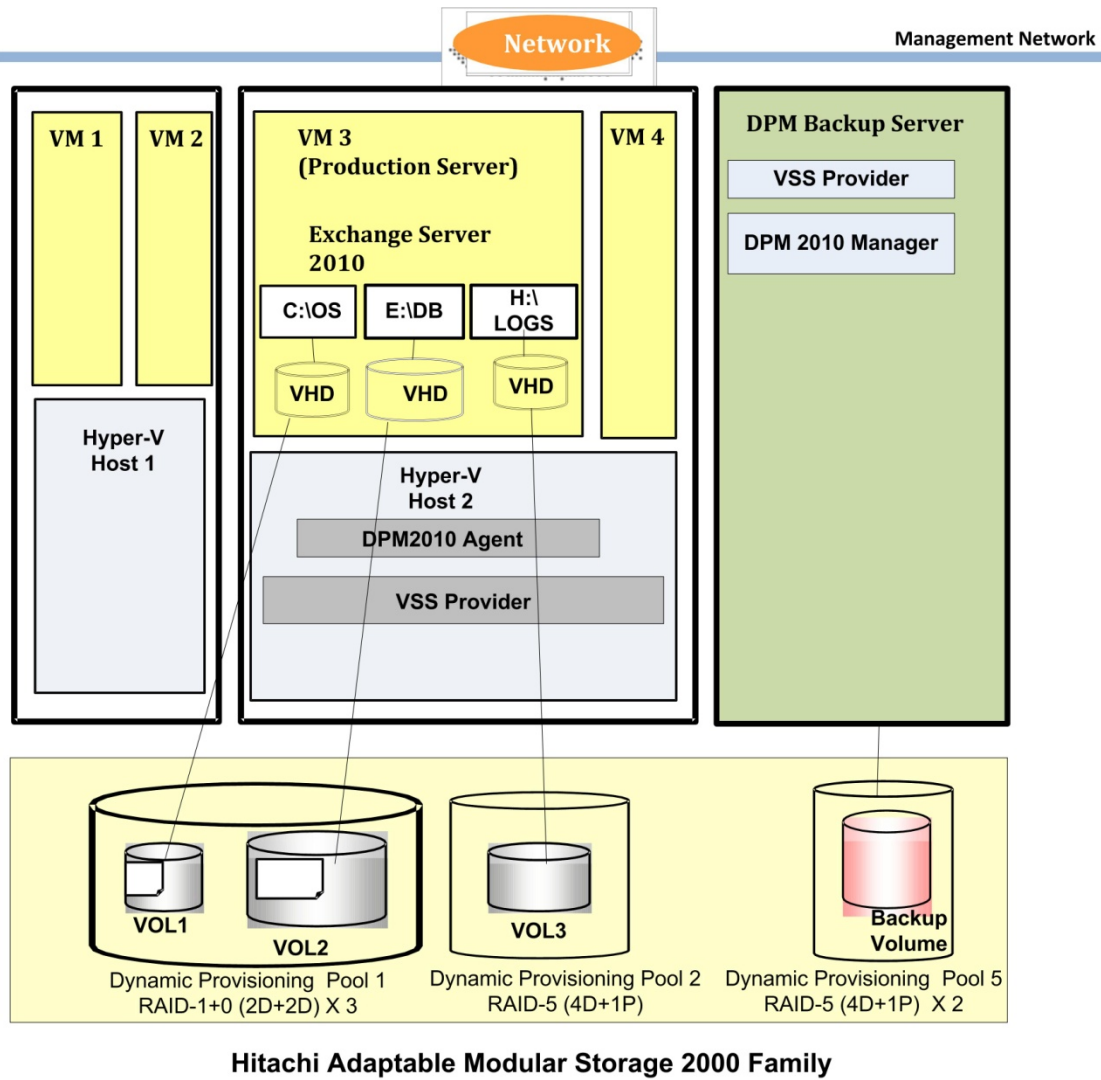 Network
Management Network
VM 1
VM 2
VM 3
(Production Server)
Exchange Server
2010
C:\OS
E:\DB
H:\
LOGS
VHD
VHD
VHD
VM 4
DPM Backup Server
VSS Provider
DPM 2010 Manager
Hyper-V
Host 1
Hyper-V
Host 2
DPM2010 Agent
VSS Provider
VOL1
VOL2
VOL3
Backup
Volume
Dynamic Provisioning Pool 1
RAID-1+0 (2D+2D) X 3
Dynamic Provisioning Pool 2
RAID-5 (4D+1P)
Dynamic Provisioning Pool 5
RAID-5 (4D+1P) X 2
Hitachi Adaptable Modular Storage 2000 Family